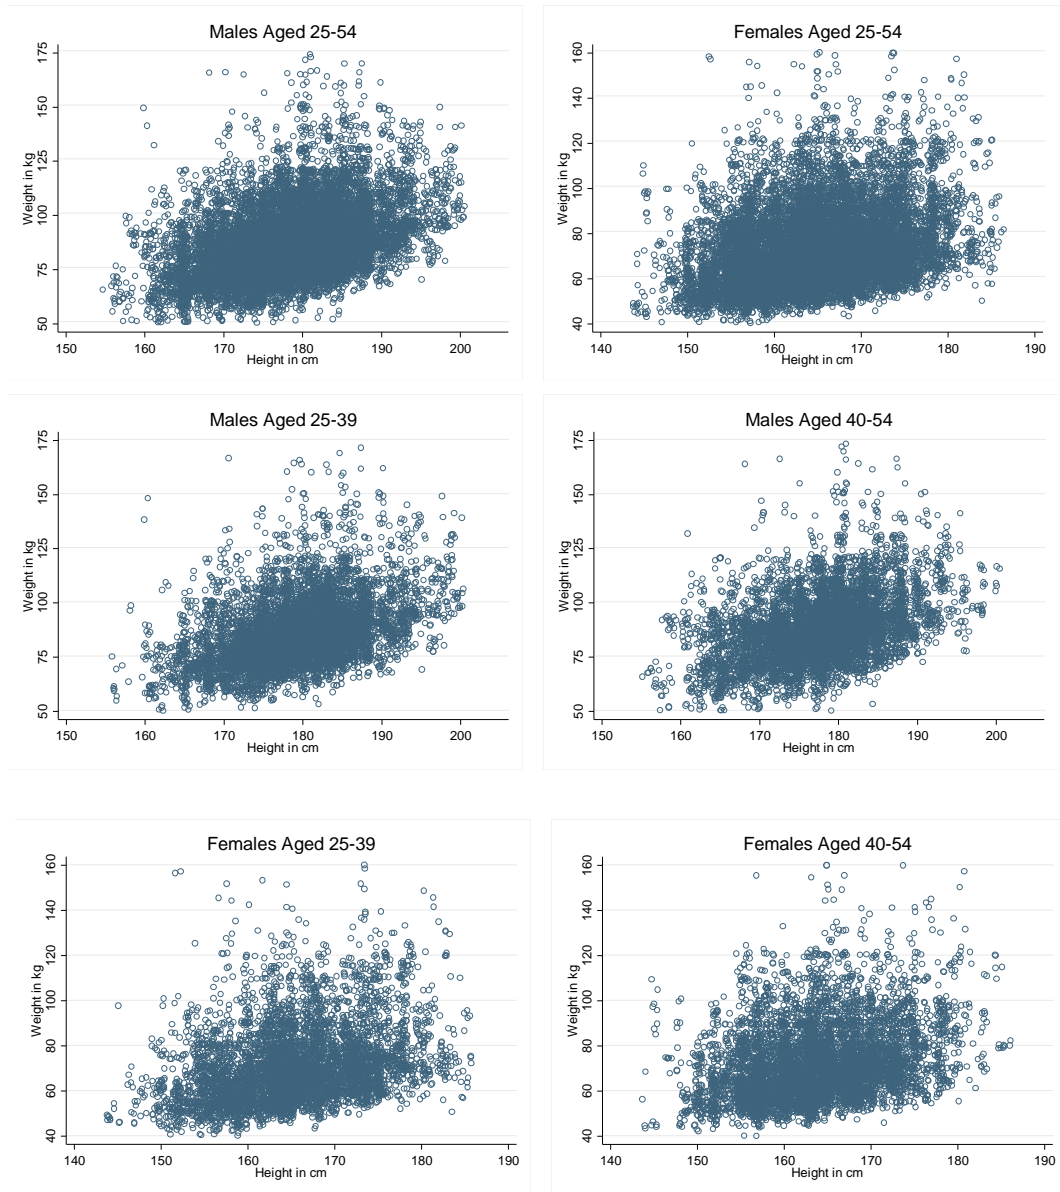 Males Aged 25-54
Weight in kg
175
150
125
100
75
50
150 160 170 180 190 200
Height in cm
Females Aged 25-54
Weight in kg
160
140
120
100
80
60
40
140 150 160 170 180 190
Height in cm
Males Aged 25-39
Weight in kg
175
150
125
100
75
50
150 160 170 180 190 200
Height in cm
Males Aged 40-54
Weight in kg
175
150
125
100
75
50
150 160 170 180 190 200
Height in cm
Females Aged 25-39
Weight in kg
160
140
120
100
80
60
40
140 150 160 170 180 190
Height in cm
Females Aged 40-54
Weight in kg
160
140
120
100
80
60
40
140 150 160 170 180 190
Height in cm